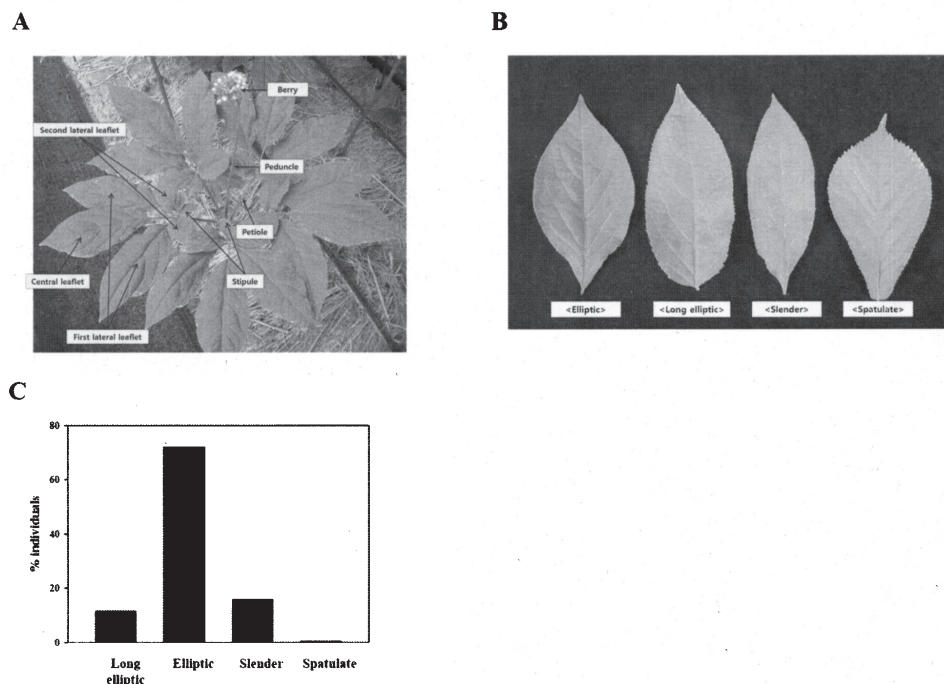 A
Berry
Second lateral leaflet
Peduncle
Petiole
Central leaflet
Stipule
First lateral leaflet
B
<Elliptic>
<Long elliptic>
<Slender>
<Spatulate>
C
80
60
40
20
0
% individuals
Long
elliptic
Elliptic
Slender
Spatulate